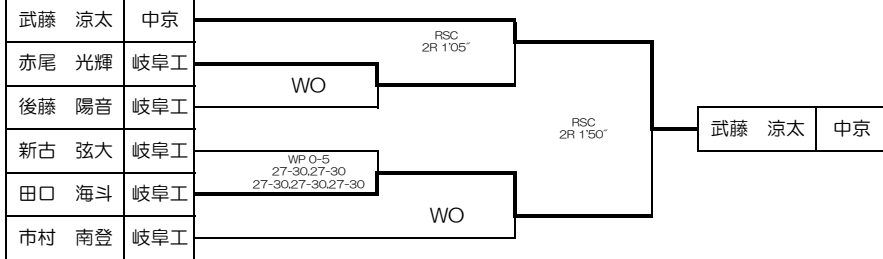 武藤　涼太 中京
RSC
2R 1'05"
赤尾　光輝 岐阜工
WO
後藤　陽音 岐阜工
RSC
2R 1'50"
武藤　涼太 中京
新古　弦大 岐阜工
WP 0-5
27-30,27-30
27-30,27-30,27-30
田口　海斗 岐阜工
WO
市村　南登 岐阜工